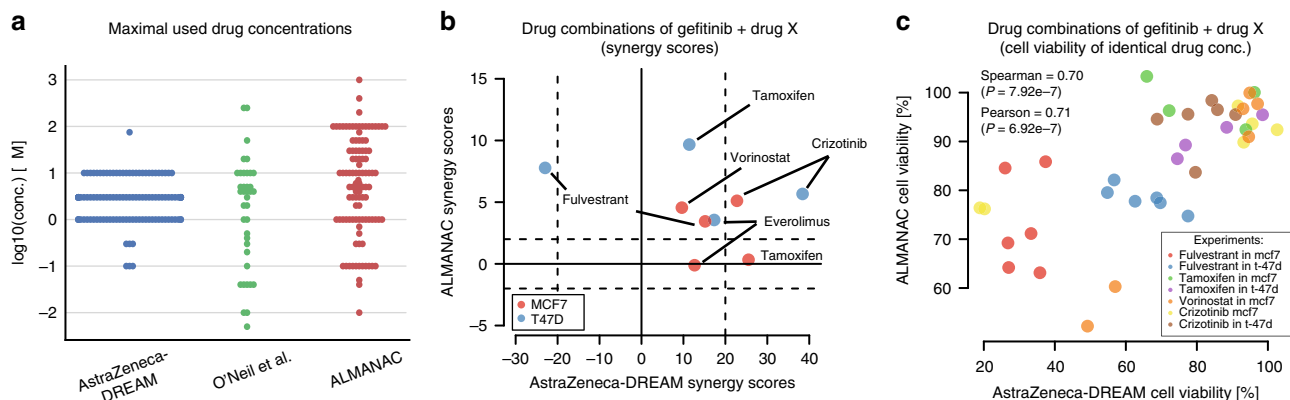 a
Maximal used drug concentrations
log10(conc.) [ M]
3
2
1
0
−1
−2
AstraZeneca-
DREAM
O'Neil et al.
ALMANAC
b
Drug combinations of gefitinib + drug X
(synergy scores)
ALMANAC synergy scores
15
10
5
0
−5
Tamoxifen
Crizotinib
Vorinostat
Fulvestrant
Everolimus
Tamoxifen
MCF7
T47D
−30
−20
0
10
20
30
40
AstraZeneca-DREAM synergy scores
c
Drug combinations of gefitinib + drug X
(cell viability of identical drug conc.)
Spearman = 0.70
(P = 7.92e−7)
Pearson = 0.71
(P = 6.92e−7)
ALMANAC cell viability [%]
100
90
80
70
60
Experiments:
Fulvestrant in mcf7
Fulvestrant in t-47d
Tamoxifen in mcf7
Tamoxifen in t-47d
Vorinostat in mcf7
Crizotinib mcf7
Crizotinib in t-47d
20
40
60
80
100
AstraZeneca-DREAM cell viability [%]